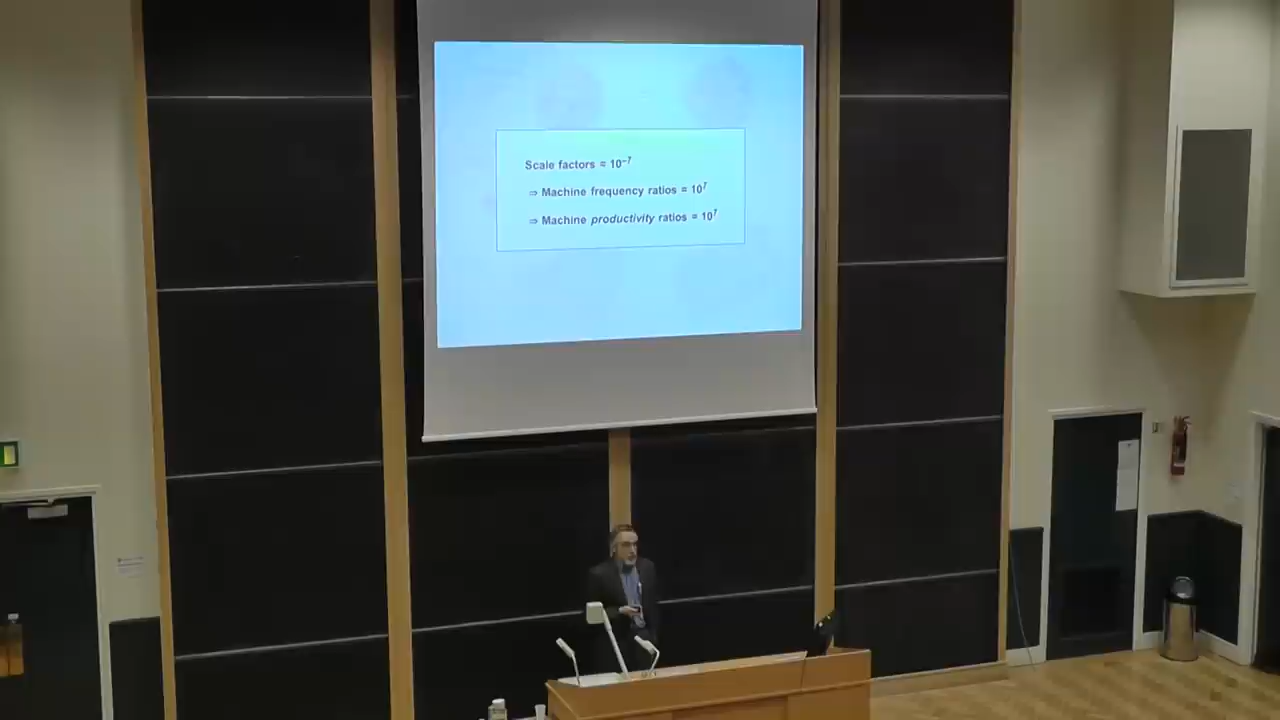 Scale factors ≈ 10⁻⁷
⇒ Machine frequency ratios ≈ 10⁷
⇒ Machine productivity ratios ≈ 10⁷